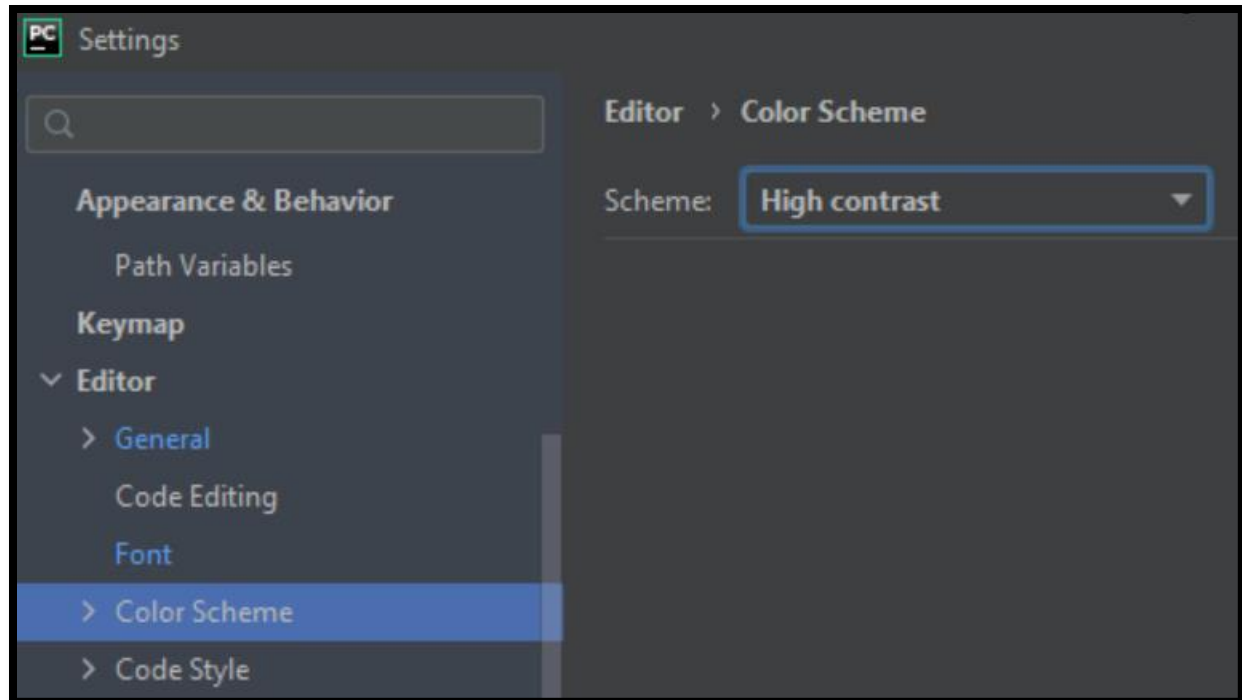 PC Settings
Appearance & Behavior
Path Variables
Keymap
Editor
General
Code Editing
Font
Color Scheme
Code Style
Editor > Color Scheme
Scheme: High contrast